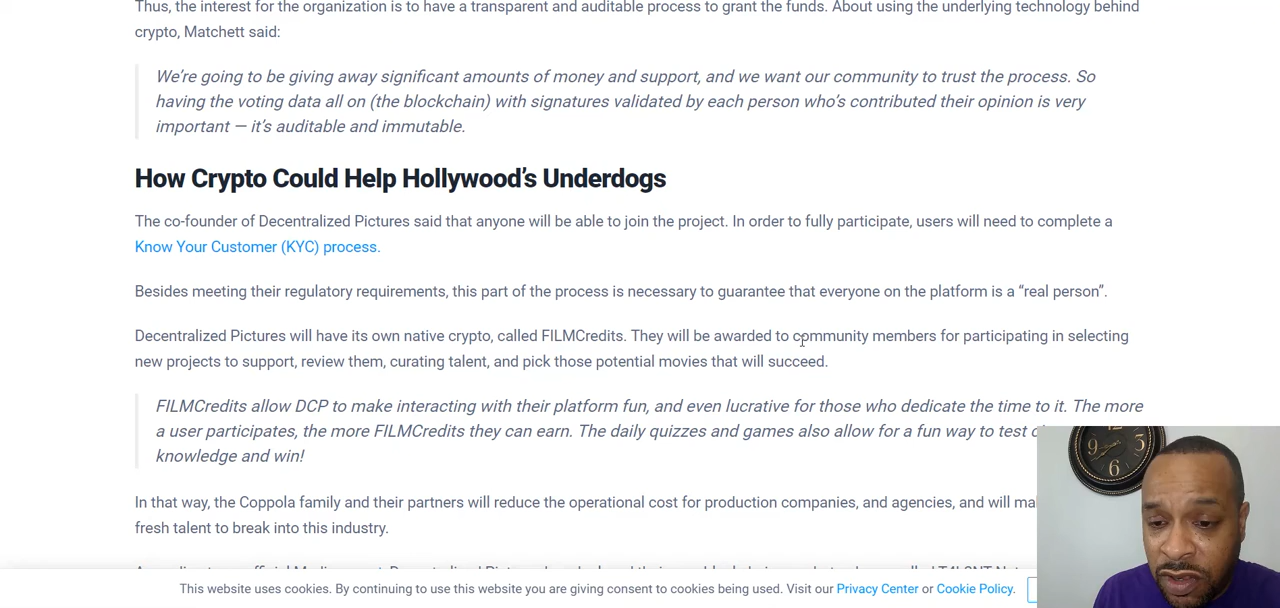 Thus, the interest for the organization is to have a transparent and auditable process to grant the funds. About using the underlying technology behind
crypto, Matchett said:
We’re going to be giving away significant amounts of money and support, and we want our community to trust the process. So
having the voting data all on (the blockchain) with signatures validated by each person who’s contributed their opinion is very
important — it’s auditable and immutable.
How Crypto Could Help Hollywood’s Underdogs
The co-founder of Decentralized Pictures said that anyone will be able to join the project. In order to fully participate, users will need to complete a
Know Your Customer (KYC) process.
Besides meeting their regulatory requirements, this part of the process is necessary to guarantee that everyone on the platform is a “real person”.
Decentralized Pictures will have its own native crypto, called FILMCredits. They will be awarded to community members for participating in selecting
new projects to support, review them, curating talent, and pick those potential movies that will succeed.
FILMCredits allow DCP to make interacting with their platform fun, and even lucrative for those who dedicate the time to it. The more
a user participates, the more FILMCredits they can earn. The daily quizzes and games also allow for a fun way to test
knowledge and win!
In that way, the Coppola family and their partners will reduce the operational cost for production companies, and agencies, and will
fresh talent to break into this industry.
This website uses cookies. By continuing to use this website you are giving consent to cookies being used. Visit our Privacy Center or Cookie Policy.
12
9
3
6